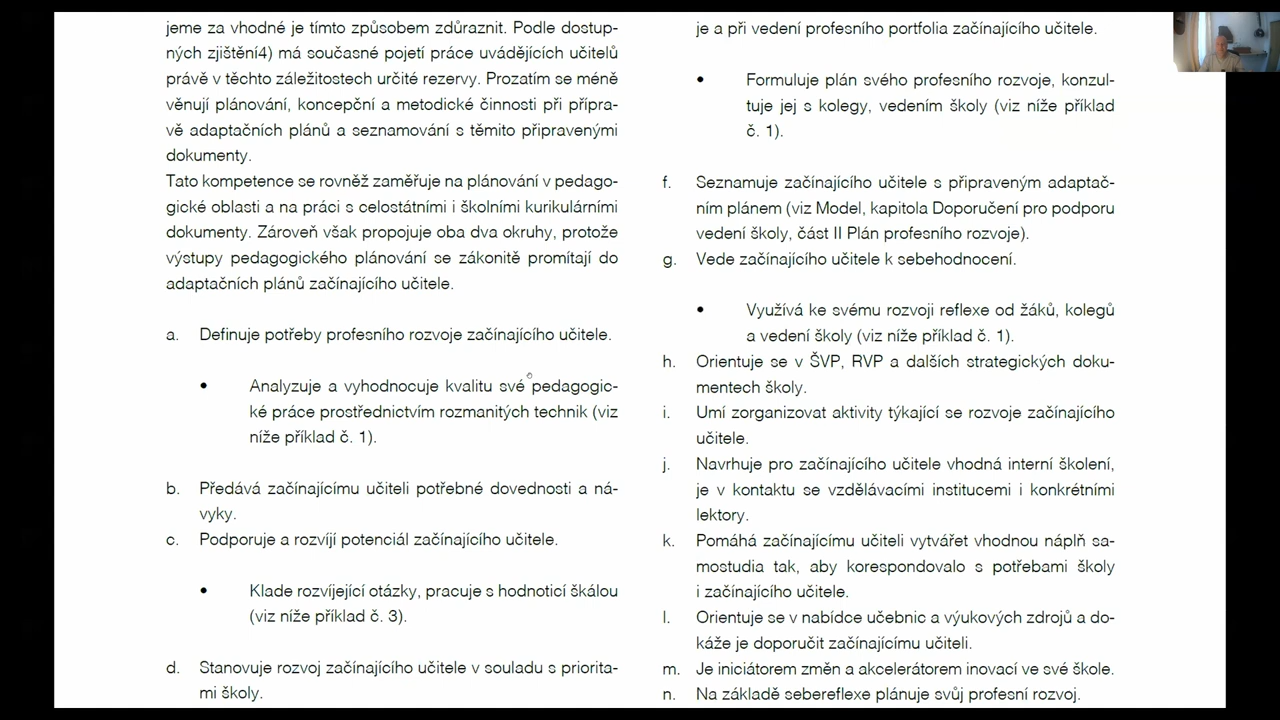 jeme za vhodné je tímto způsobem zdůraznit. Podle dostup-
ných zjištění4) má současné pojetí práce uvádějících učitelů
právě v těchto záležitostech určité rezervy. Prozatím se méně
věnují plánování, koncepční a metodické činnosti při přípra-
vě adaptačních plánů a seznamování s těmito připravenými
dokumenty.
Tato kompetence se rovněž zaměřuje na plánování v pedago-
gické oblasti a na práci s celostátními i školními kurikulárními
dokumenty. Zároveň však propojuje oba dva okruhy, protože
výstupy pedagogického plánování se zákonitě promítají do
adaptačních plánů začínajícího učitele.
a. Definuje potřeby profesního rozvoje začínajícího učitele.
• Analyzuje a vyhodnocuje kvalitu své pedagogic-
ké práce prostřednictvím rozmanitých technik (viz
níže příklad č. 1).
b. Předává začínajícímu učiteli potřebné dovednosti a ná-
vyky.
c. Podporuje a rozvíjí potenciál začínajícího učitele.
• Klade rozvíjející otázky, pracuje s hodnoticí škálou
(viz níže příklad č. 3).
d. Stanovuje rozvoj začínajícího učitele v souladu s priorita-
mi školy.
je a při vedení profesního portfolia začínajícího učitele.
• Formuluje plán svého profesního rozvoje, konzul-
tuje jej s kolegy, vedením školy (viz níže příklad
č. 1).
f. Seznamuje začínajícího učitele s připraveným adaptač-
ním plánem (viz Model, kapitola Doporučení pro podporu
vedení školy, část II Plán profesního rozvoje).
g. Vede začínajícího učitele k sebehodnocení.
• Využívá ke svému rozvoji reflexe od žáků, kolegů
a vedení školy (viz níže příklad č. 1).
h. Orientuje se v ŠVP, RVP a dalších strategických doku-
mentech školy.
i. Umí zorganizovat aktivity týkající se rozvoje začínajícího
učitele.
j. Navrhuje pro začínajícího učitele vhodná interní školení,
je v kontaktu se vzdělávacími institucemi i konkrétními
lektory.
k. Pomáhá začínajícímu učiteli vytvářet vhodnou náplň sa-
mostudia tak, aby korespondovalo s potřebami školy
i začínajícího učitele.
l. Orientuje se v nabídce učebnic a výukových zdrojů a do-
káže je doporučit začínajícímu učiteli.
m. Je iniciátorem změn a akcelerátorem inovací ve své škole.
n. Na základě sebereflexe plánuje svůj profesní rozvoj.